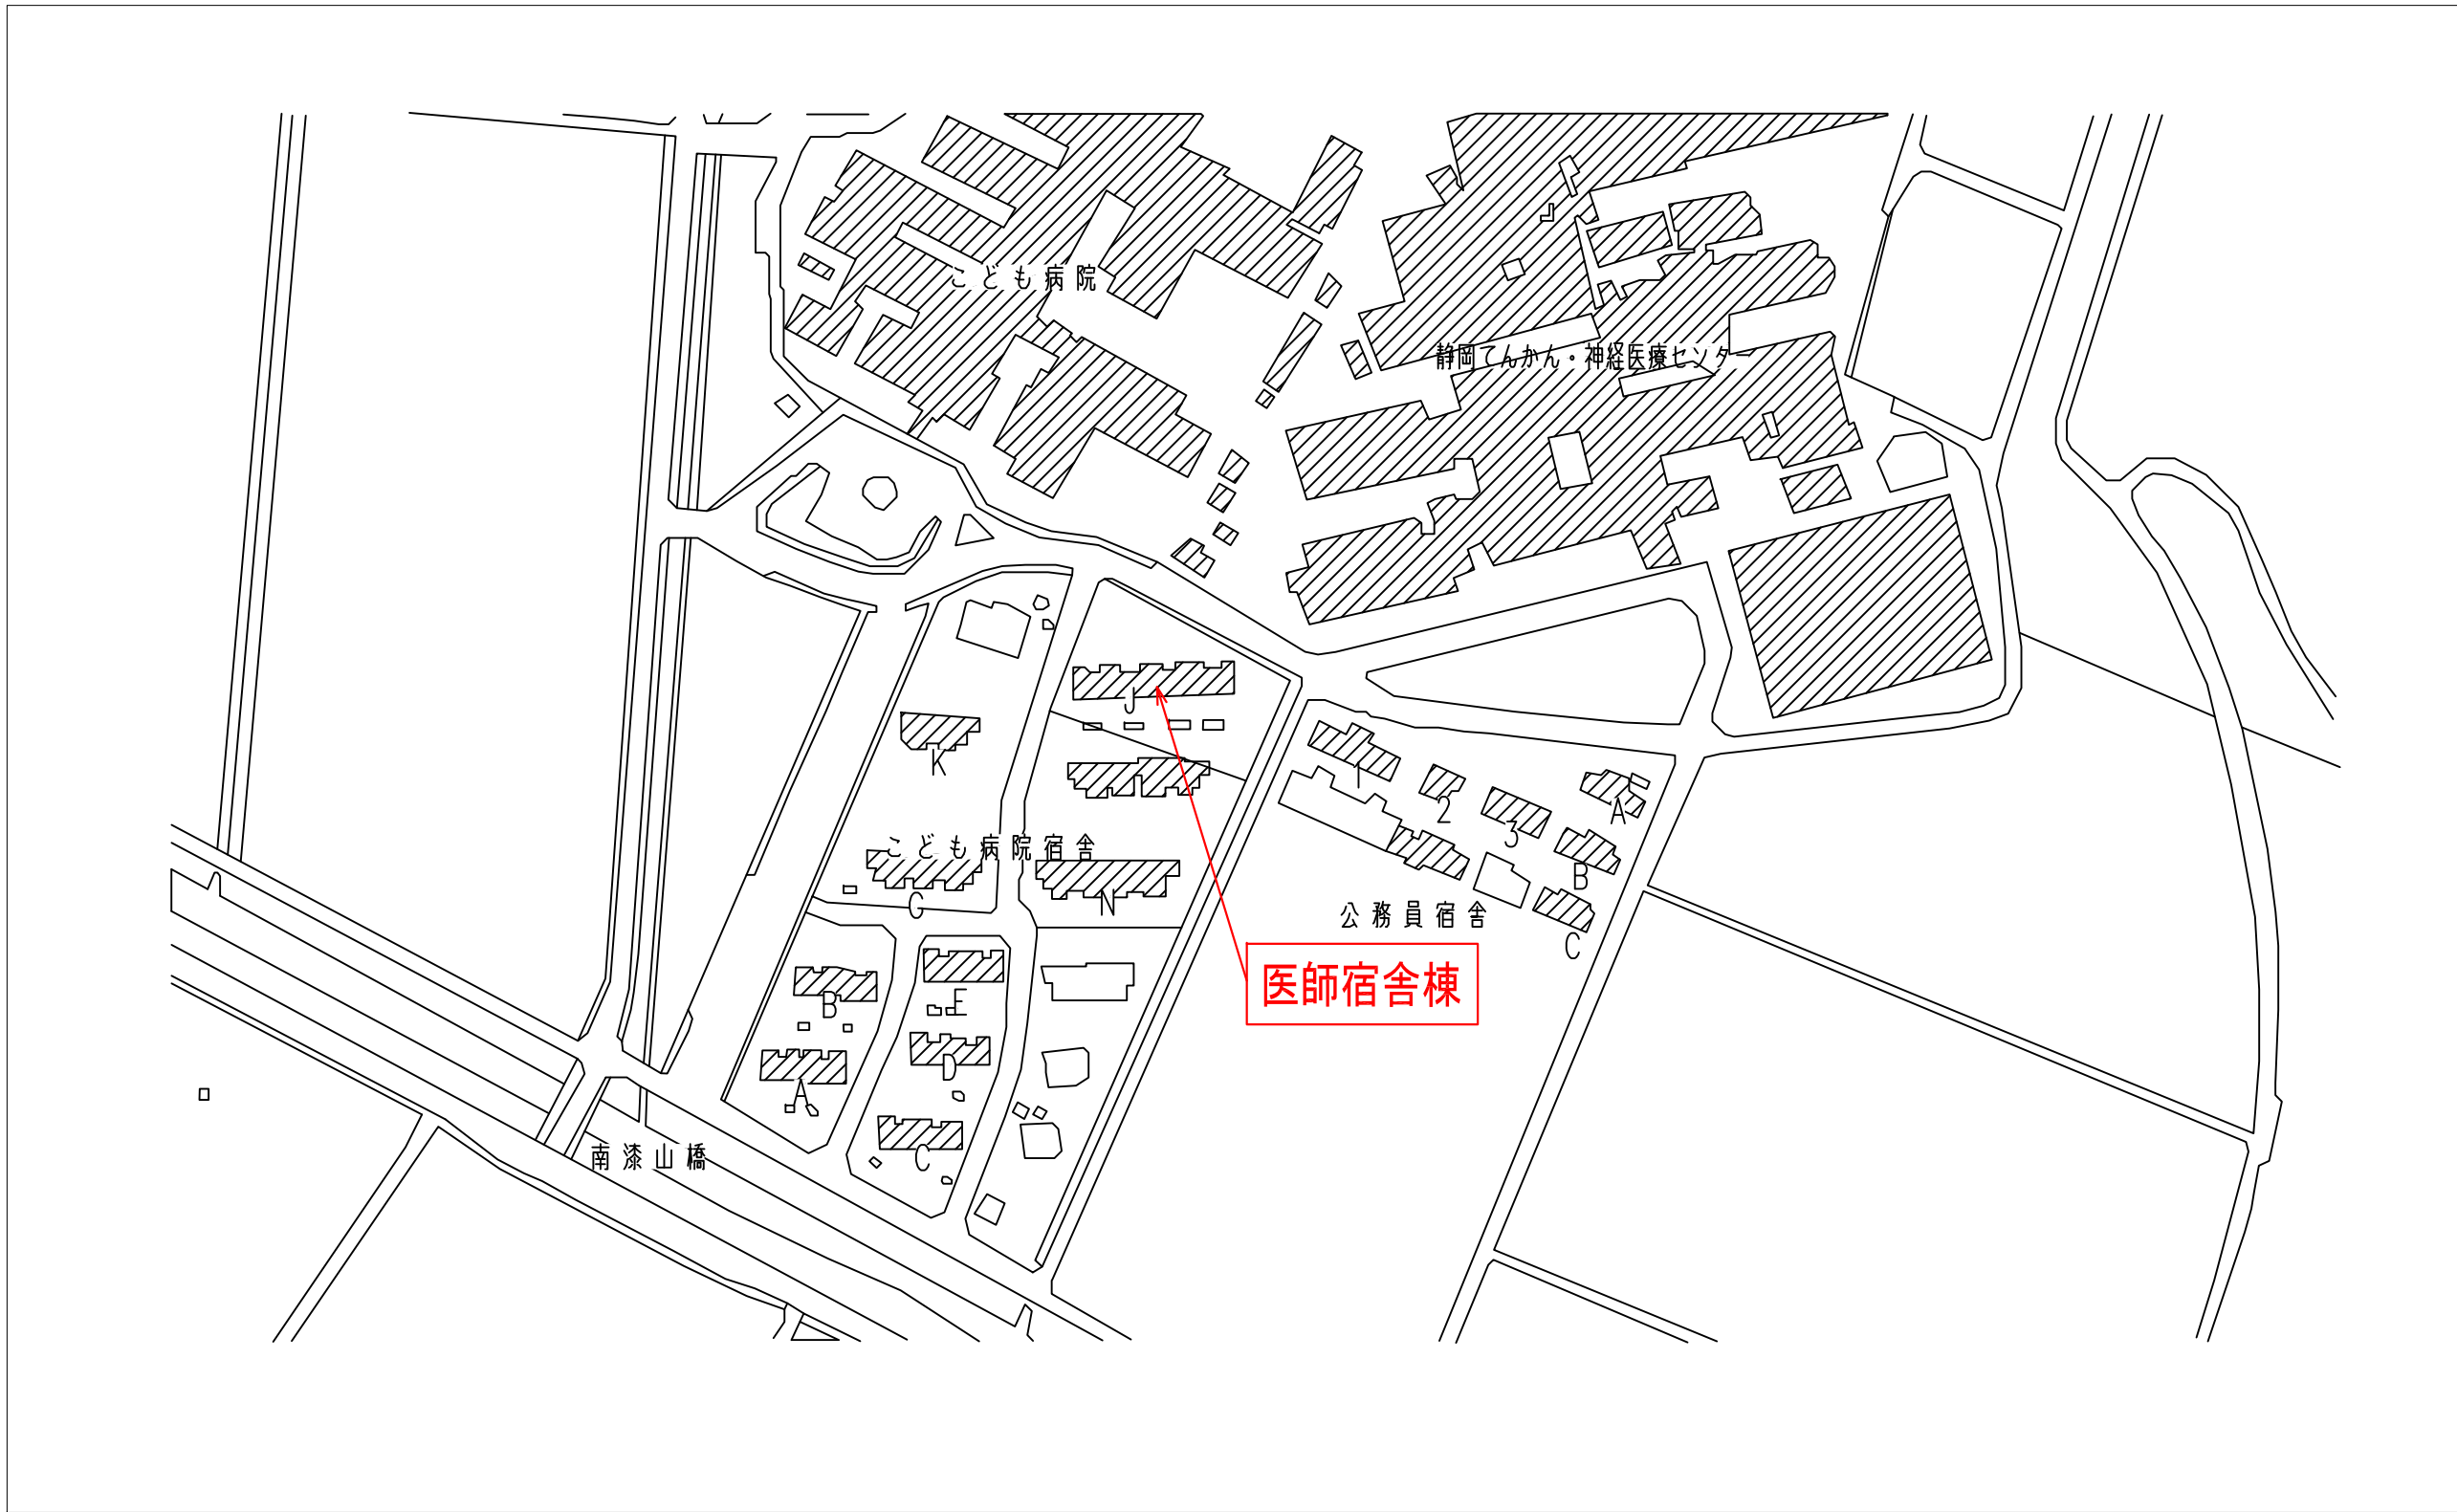 こども病院
静岡てんかん・神経医療センター
J
K
1
2
3
A
こども病院宿舎
B
G
N
公務員宿舎
C
医師宿舎棟
B
E
D
A
南漆山橋
C